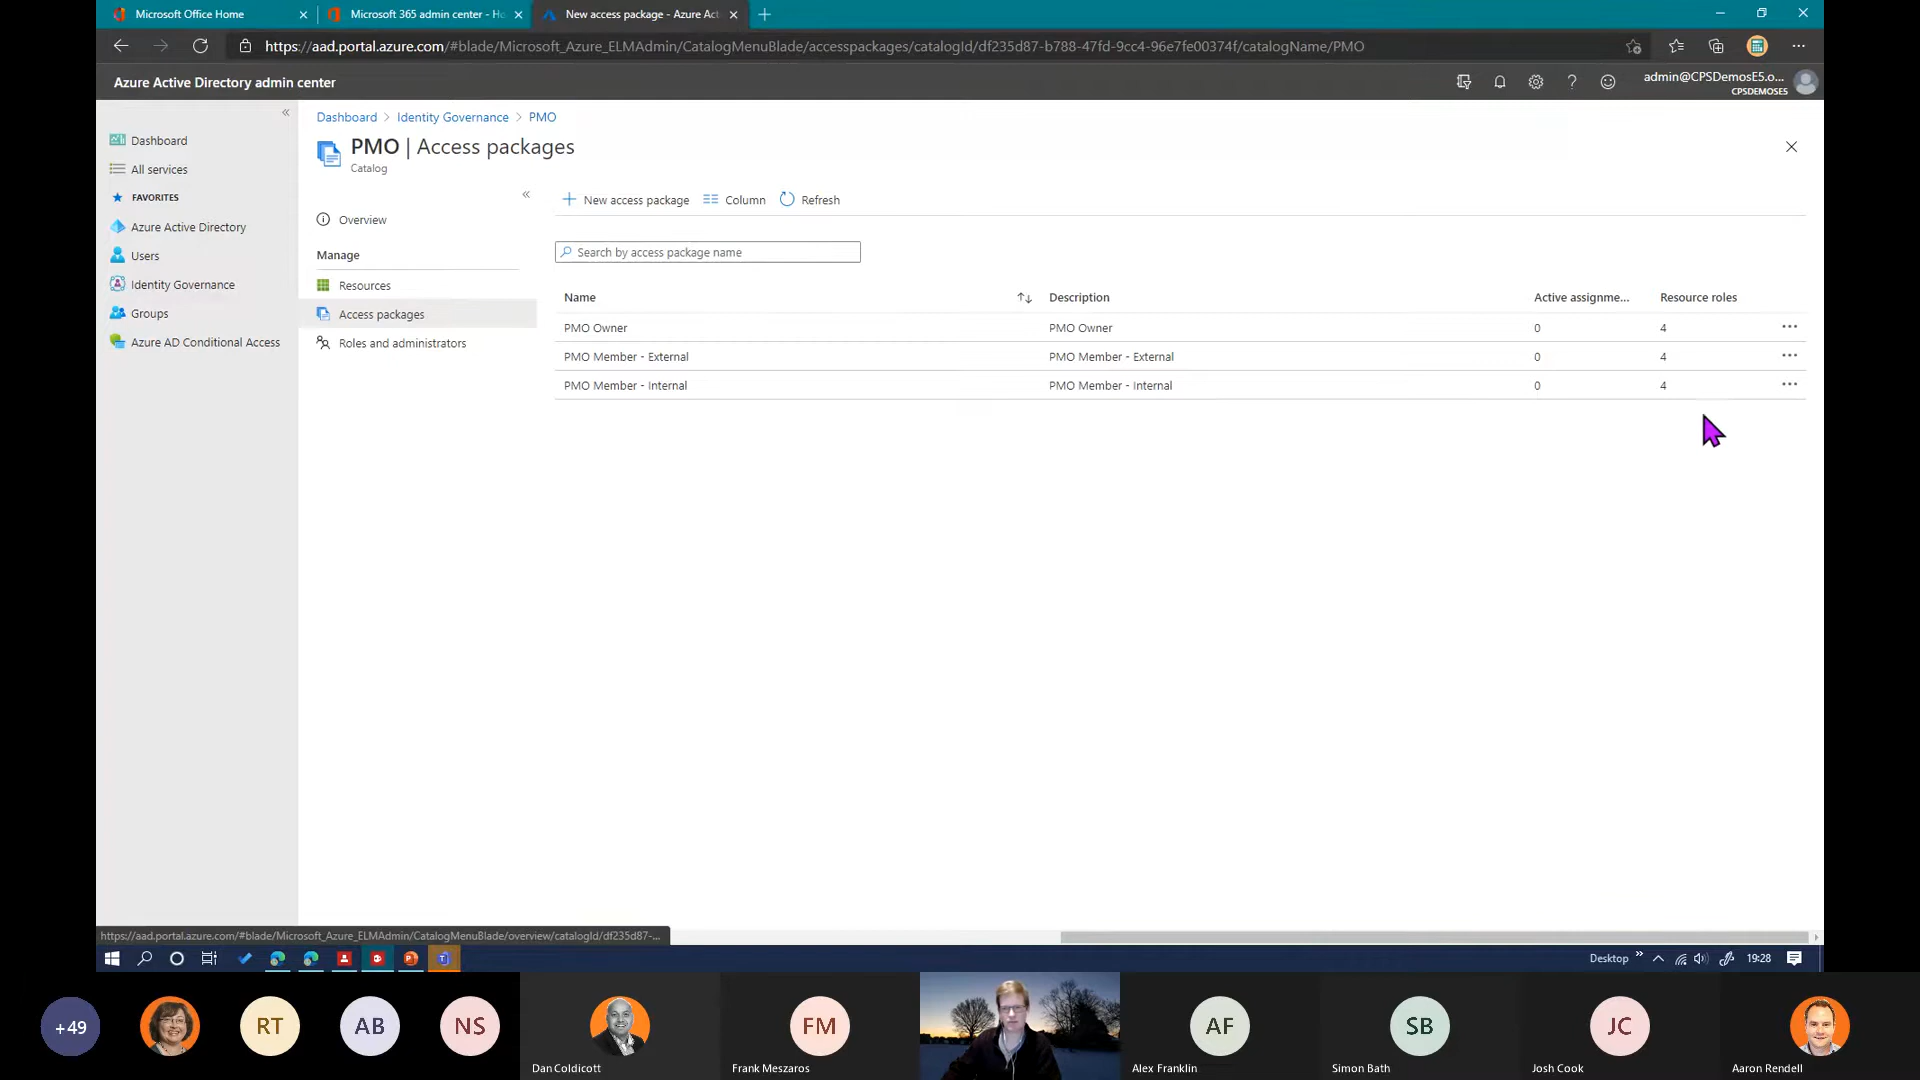 Microsoft Office Home
Microsoft 365 admin center - Ho
New access package - Azure Act
https://aad.portal.azure.com/#blade/Microsoft_Azure_ELMAdmin/CatalogMenuBlade/accesspackages/catalogId/df235d87-b788-47fd-9cc4-96e7fe00374f/catalogName/PMO
Azure Active Directory admin center
admin@CPSDemosE5.o...
CPSDEMOSE5
Dashboard
All services
FAVORITES
Azure Active Directory
Users
Identity Governance
Groups
Azure AD Conditional Access
Dashboard > Identity Governance > PMO
PMO | Access packages
Catalog
Overview
Manage
Resources
Access packages
Roles and administrators
New access package
Column
Refresh
Search by access package name
Name Description Active assignme... Resource roles
PMO Owner PMO Owner 0 4 ...
PMO Member - External PMO Member - External 0 4 ...
PMO Member - Internal PMO Member - Internal 0 4 ...
https://aad.portal.azure.com/#blade/Microsoft_Azure_ELMAdmin/CatalogMenuBlade/overview/catalogId/df235d87-...
Desktop
19:28
+49
RT
AB
NS
Dan Coldicott
FM
Frank Meszaros
AF
Alex Franklin
SB
Simon Bath
JC
Josh Cook
Aaron Rendell